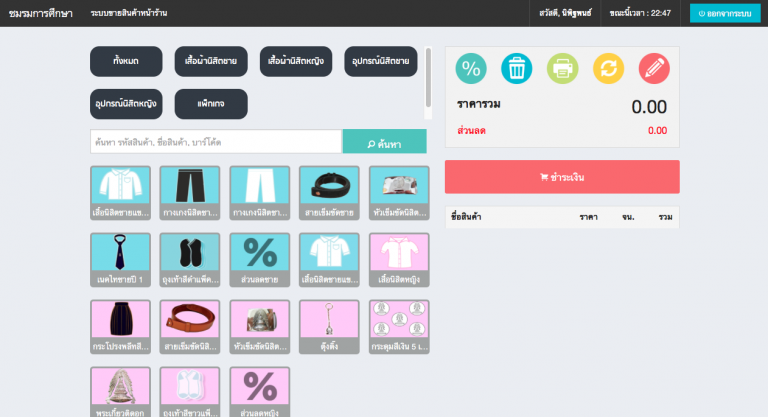 ชมรมการศึกษา ระบบขายสินค้าหน้าร้าน สวัสดี, นิพิฐพนธ์ ขณะนี้เวลา : 22:47 ออกจากระบบ
ทั้งหมด เสื้อผ้านิสิตชาย เสื้อผ้านิสิตหญิง อุปกรณ์นิสิตชาย
อุปกรณ์นิสิตหญิง แพ็กเกจ
ค้นหา รหัสสินค้า, ชื่อสินค้า, บาร์โค้ด ค้นหา
%
ราคารวม 0.00
ส่วนลด 0.00
ชำระเงิน
ชื่อสินค้า ราคา จน. รวม
เสื้อนิสิตชายแข... กางเกงนิสิตชา... กางเกงนิสิตชา... สายเข็มขัดชาย หัวเข็มขัดนิสิต...
%
เนคไทชายปี 1 ถุงเท้าสีดำแพ็ค... ส่วนลดชาย เสื้อนิสิตชายแข... เสื้อนิสิตหญิง
กระโปรงพลีทสี... สายเข็มขัดนิสิ... หัวเข็มขัดนิสิต... ตุ้งติ้ง กระดุมสีเงิน 5 เ...
%
พระเกี้ยวติดอก ถุงเท้าสีขาวแพ็... ส่วนลดหญิง